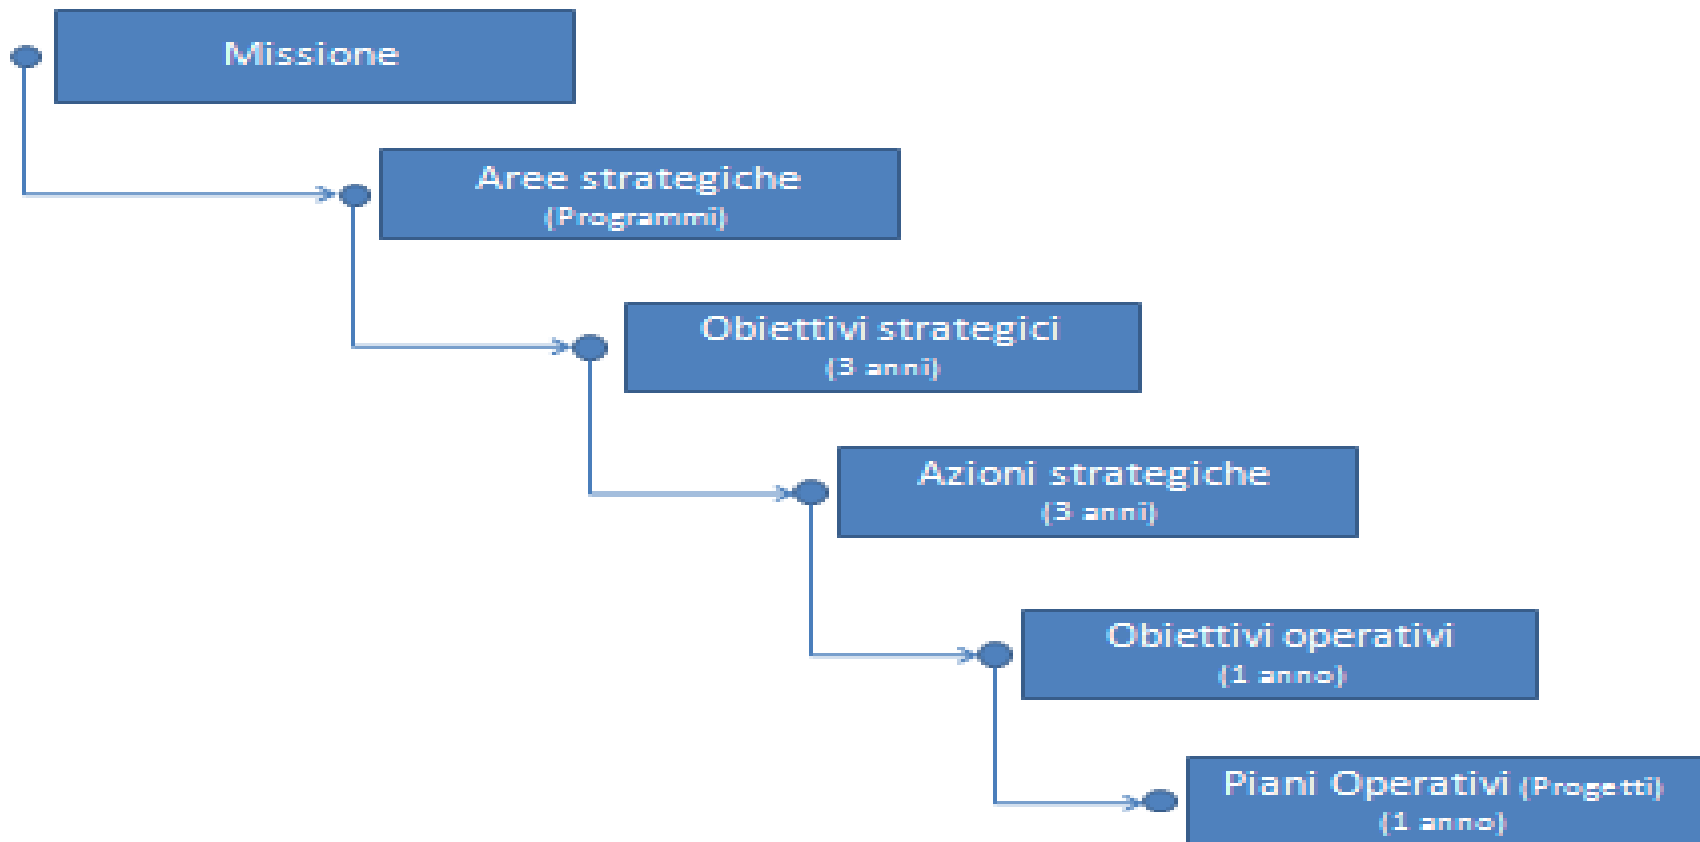 Missione
Aree strategiche
(Programmi)
Obiettivi strategici
(3 anni)
Azioni strategiche
(3 anni)
Obiettivi operativi
(1 anno)
Piani Operativi (Progetti)
(1 anno)